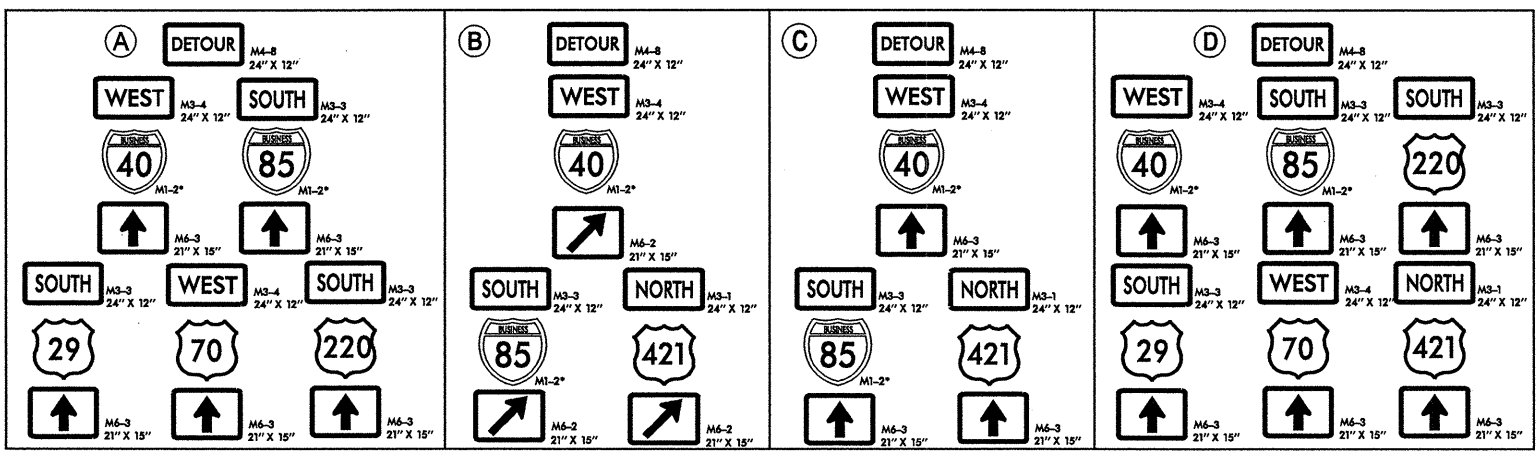 A
DETOUR
M4-8
24" X 12"
WEST
M3-4
24" X 12"
SOUTH
M3-3
24" X 12"
BUSINESS
40
M1-2*
BUSINESS
85
M1-2*
M6-3
21" X 15"
M6-3
21" X 15"
SOUTH
M3-3
24" X 12"
WEST
M3-4
24" X 12"
SOUTH
M3-3
24" X 12"
29
70
220
M6-3
21" X 15"
M6-3
21" X 15"
M6-3
21" X 15"
B
DETOUR
M4-8
24" X 12"
WEST
M3-4
24" X 12"
BUSINESS
40
M1-2*
M6-2
21" X 15"
SOUTH
M3-3
24" X 12"
NORTH
M3-1
24" X 12"
BUSINESS
85
M1-2*
421
M6-2
21" X 15"
M6-2
21" X 15"
C
DETOUR
M4-8
24" X 12"
WEST
M3-4
24" X 12"
BUSINESS
40
M1-2*
M6-3
21" X 15"
SOUTH
M3-3
24" X 12"
NORTH
M3-1
24" X 12"
BUSINESS
85
M1-2*
421
M6-3
21" X 15"
M6-3
21" X 15"
D
DETOUR
M4-8
24" X 12"
WEST
M3-4
24" X 12"
SOUTH
M3-3
24" X 12"
SOUTH
M3-3
24" X 12"
BUSINESS
40
M1-2*
BUSINESS
85
M1-2*
220
M6-3
21" X 15"
M6-3
21" X 15"
M6-3
21" X 15"
SOUTH
M3-3
24" X 12"
WEST
M3-4
24" X 12"
NORTH
M3-1
24" X 12"
29
70
421
M6-3
21" X 15"
M6-3
21" X 15"
M6-3
21" X 15"